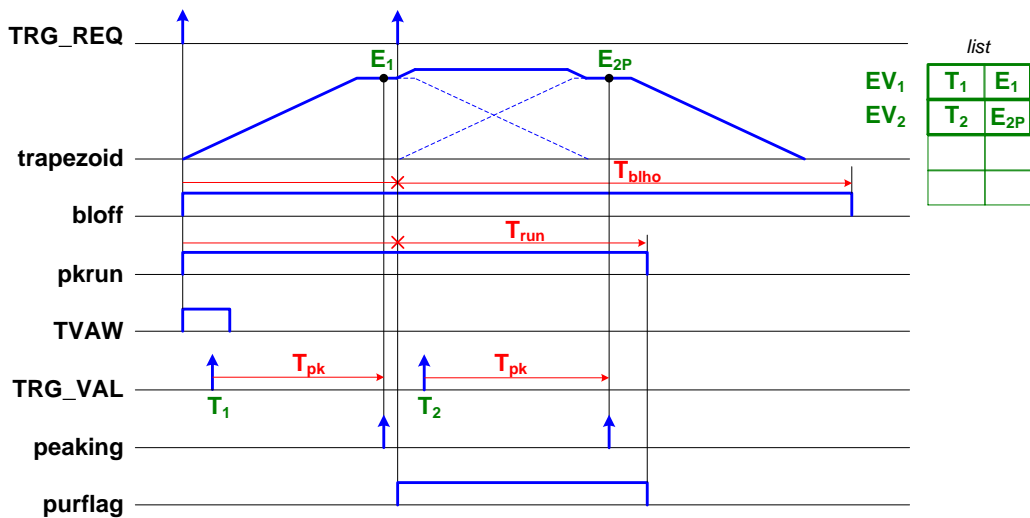 TRG_REQ
list
E1 E2P
EV1 T1 E1
EV2 T2 E2P
trapezoid
Tblho
bloff
Trun
pkrun
TVAW
Tpk Tpk
TRG_VAL
T1 T2
peaking
purflag